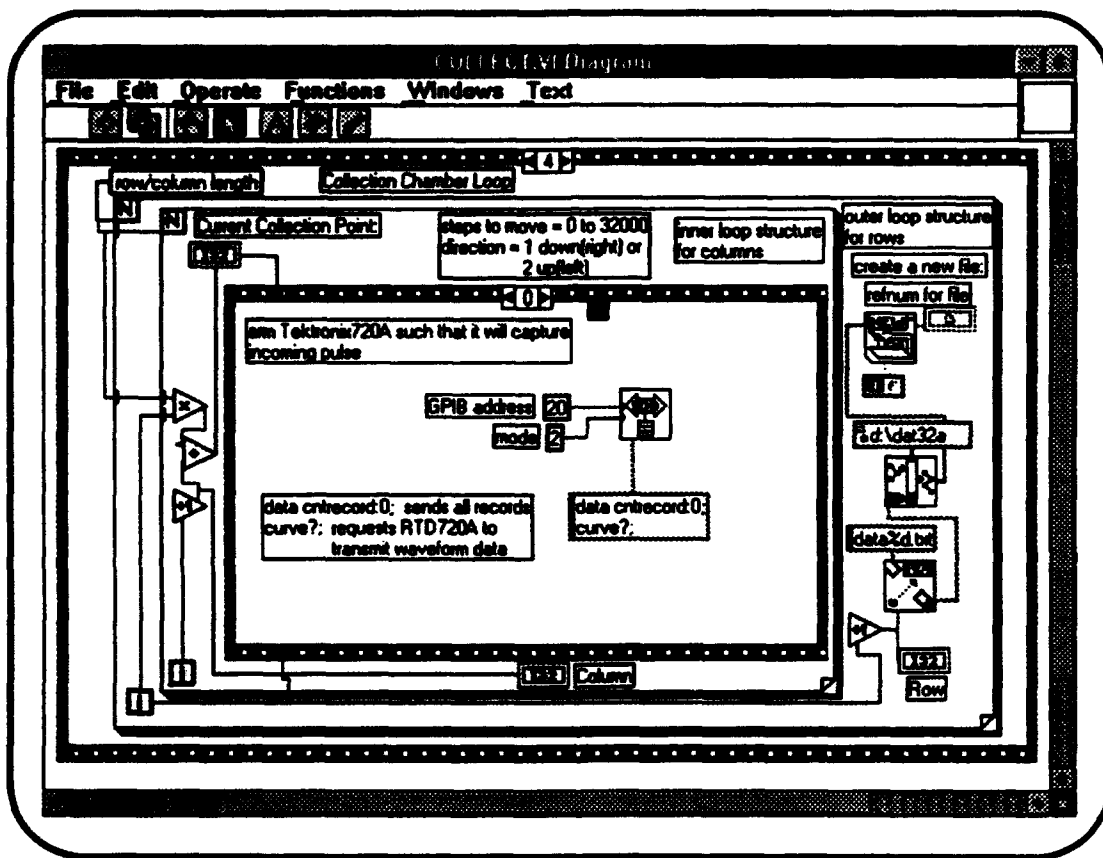 COLLECT.VI Diagram
File Edit Operate Functions Windows Text
4
row/column length
Collection Chamber Loop
N
N
Current Collection Point:
steps to move = 0 to 32000
direction = 1 down(right) or
2 up(left)
inner loop structure
for columns
outer loop structure
for rows
create a new file:
refnum for file
0
arm Tektronix720A such that it will capture
incoming pulse
GPIB address 20
mode 2
d:\dat32a
data cntrecord:0; sends all records
curve?; requests RTD720A to
transmit waveform data
data cntrecord:0;
curve?;
data%d.txt
I32
Column
I32
Row
i
i